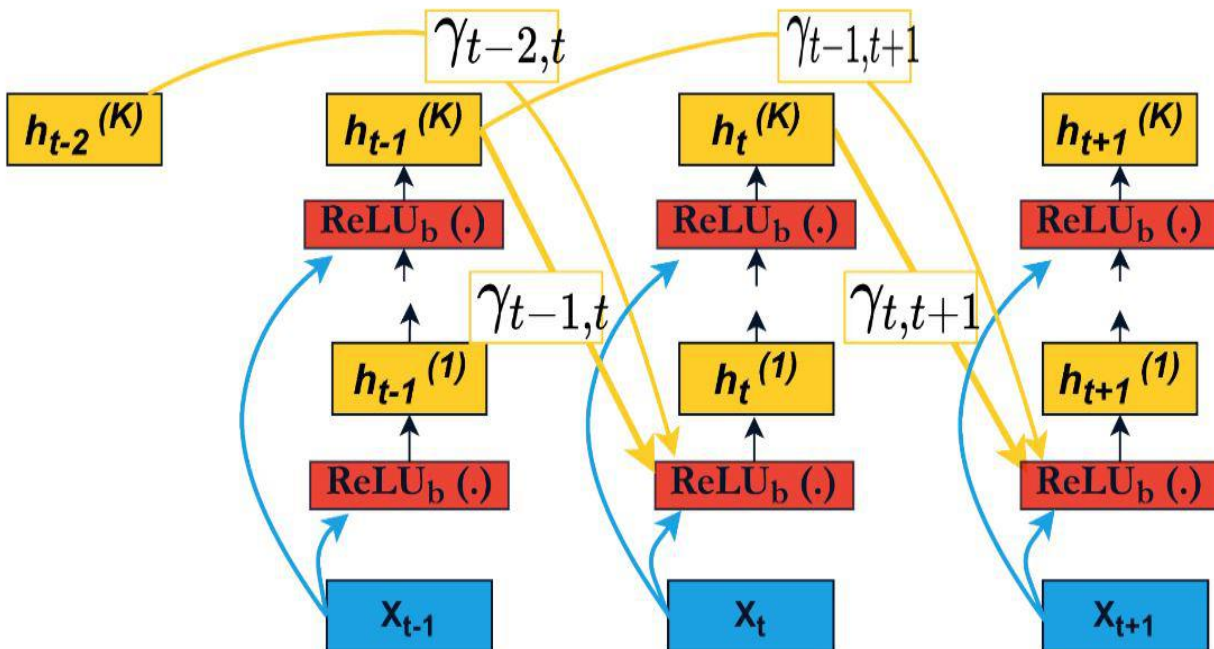 γt−2,t
γt−1,t+1
ht-2(K)
ht-1(K)
ht(K)
ht+1(K)
ReLUb (.)
ReLUb (.)
ReLUb (.)
γt−1,t
γt,t+1
ht-1(1)
ht(1)
ht+1(1)
ReLUb (.)
ReLUb (.)
ReLUb (.)
Xt-1
Xt
Xt+1